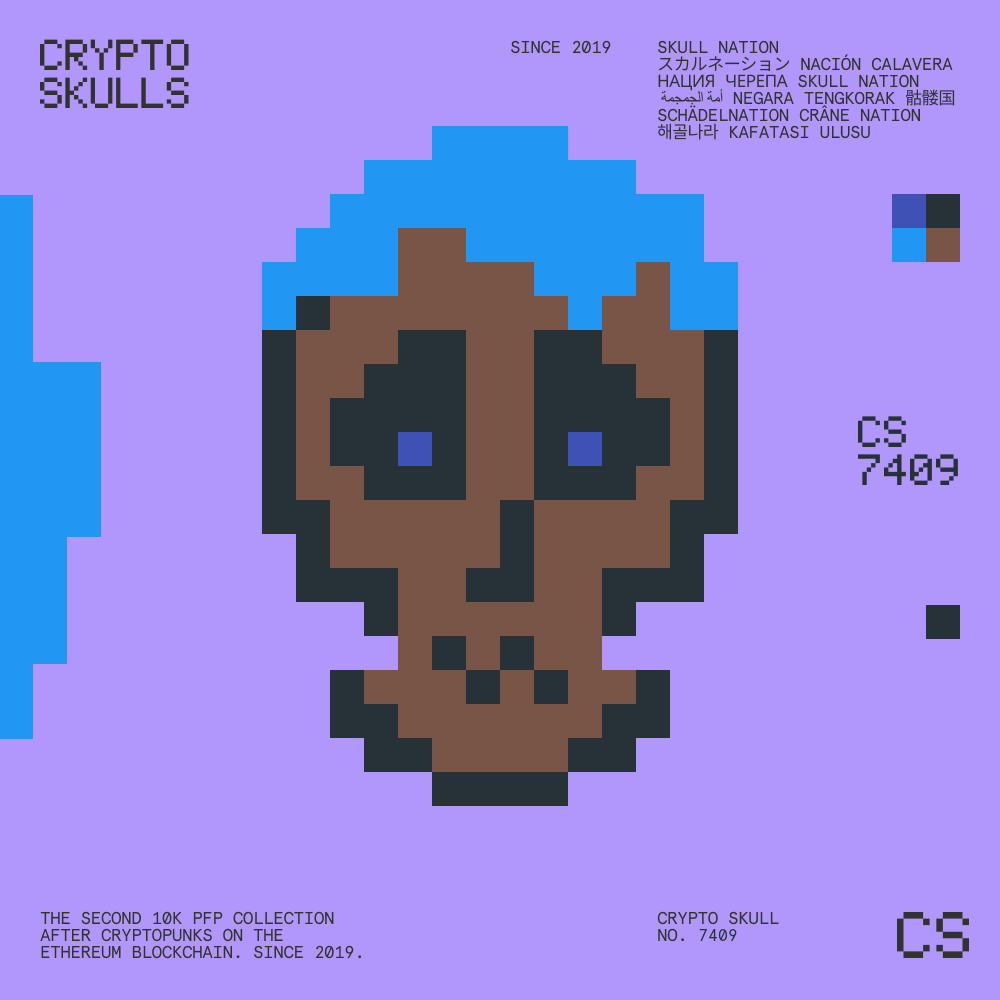 CRYPTO
SKULLS
SINCE 2019
SKULL NATION
スカルネーション NACIÓN CALAVERA
НАЦИЯ ЧЕРЕПА SKULL NATION
أمة الجمجمة NEGARA TENGKORAK 骷髅国
SCHÄDELNATION CRÂNE NATION
해골나라 KAFATASI ULUSU
CS
7409
THE SECOND 10K PFP COLLECTION
AFTER CRYPTOPUNKS ON THE
ETHEREUM BLOCKCHAIN. SINCE 2019.
CRYPTO SKULL
NO. 7409
CS